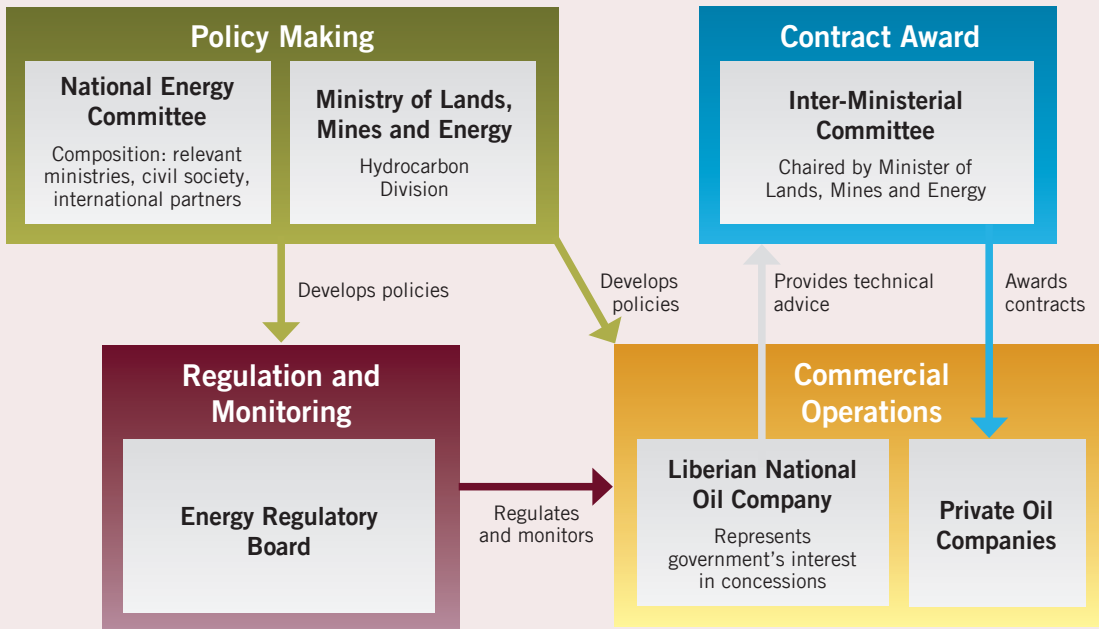 Policy Making
National Energy
Committee
Composition: relevant
ministries, civil society,
international partners
Ministry of Lands,
Mines and Energy
Hydrocarbon
Division
Contract Award
Inter-Ministerial
Committee
Chaired by Minister of
Lands, Mines and Energy
Develops policies
Develops
policies
Provides technical
advice
Awards
contracts
Regulation and
Monitoring
Energy Regulatory
Board
Regulates
and monitors
Commercial
Operations
Liberian National
Oil Company
Represents
government’s interest
in concessions
Private Oil
Companies